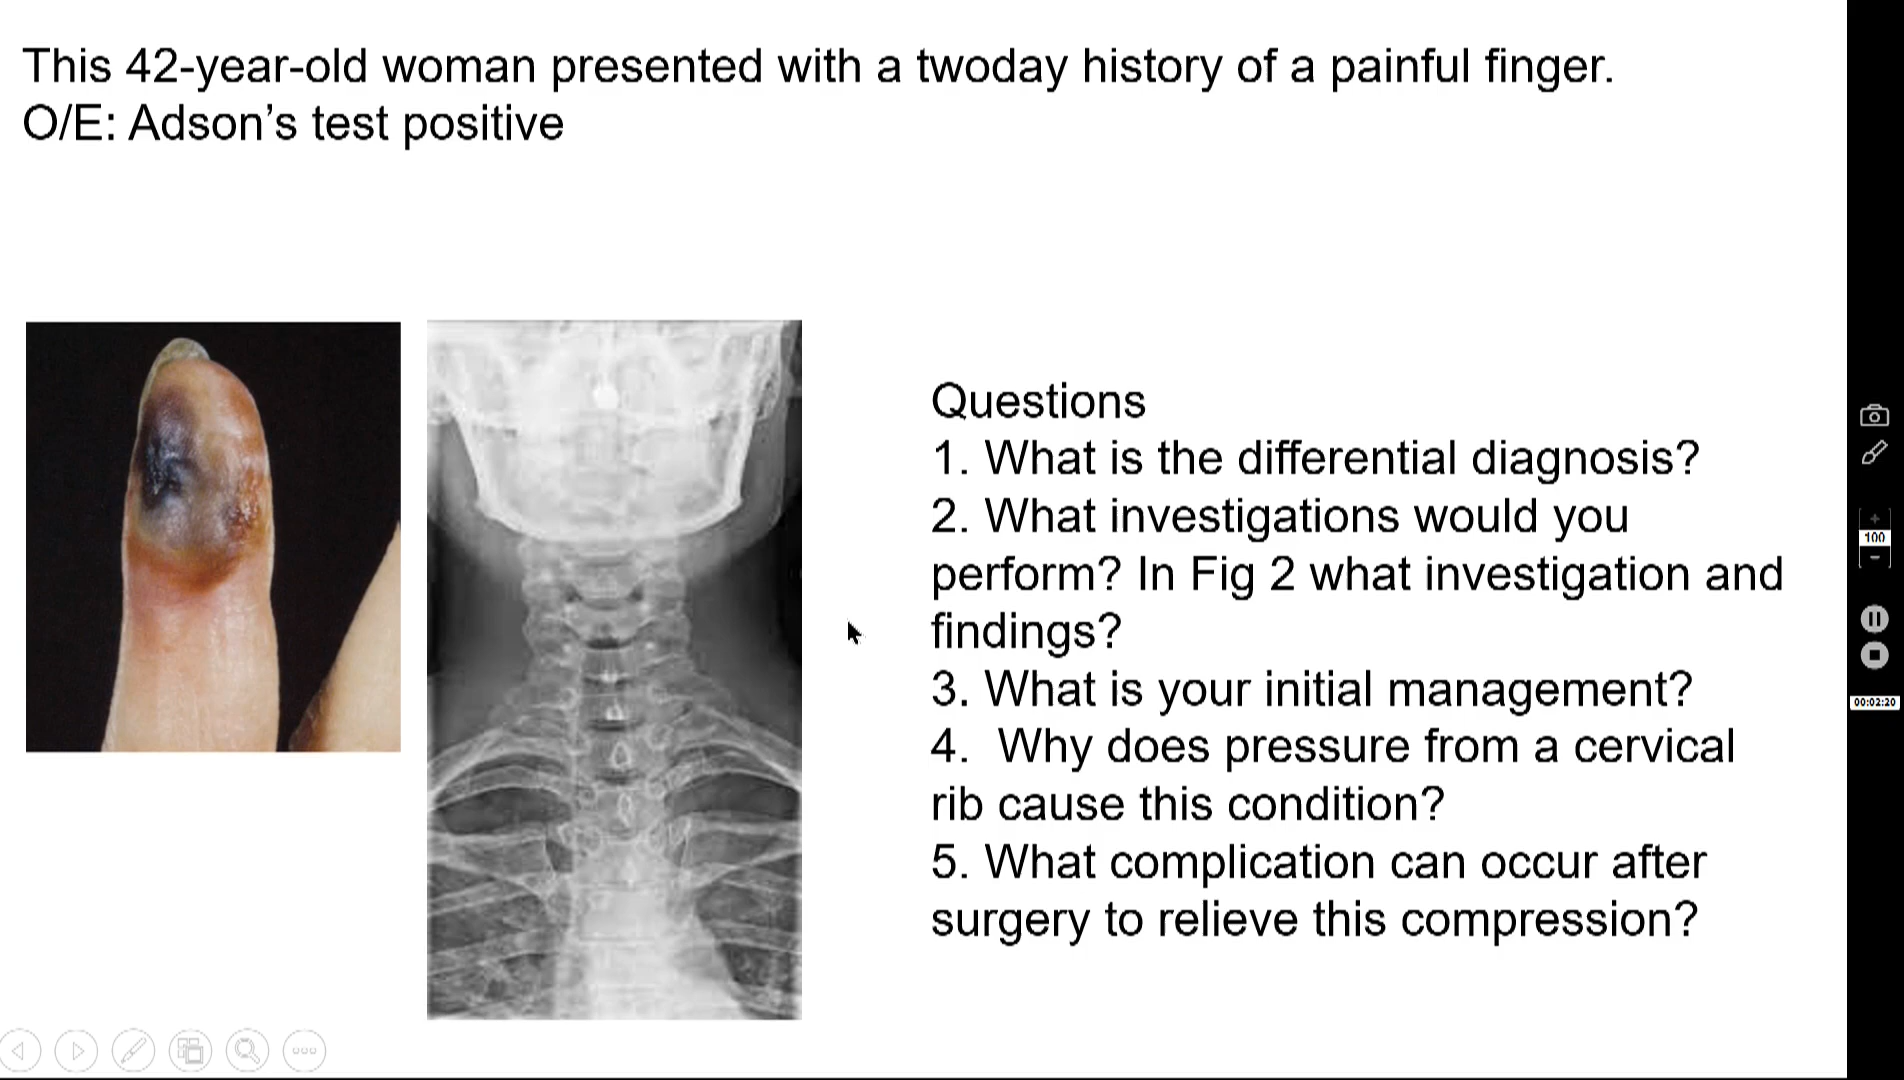 This 42-year-old woman presented with a twoday history of a painful finger.
O/E: Adson’s test positive
Questions
1. What is the differential diagnosis?
2. What investigations would you
perform? In Fig 2 what investigation and
findings?
3. What is your initial management?
4.  Why does pressure from a cervical
rib cause this condition?
5. What complication can occur after
surgery to relieve this compression?
100
00:02:20